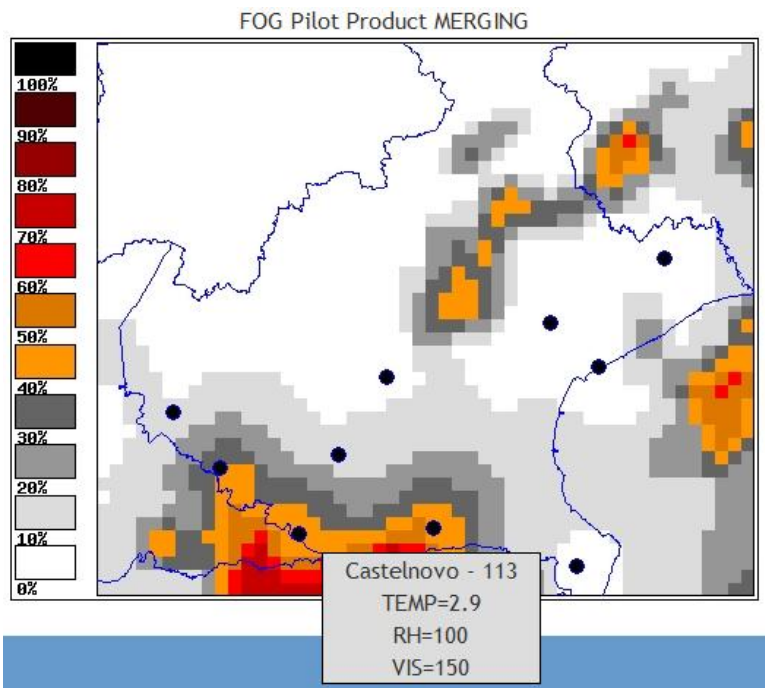 FOG Pilot Product MERGING
100%
90%
80%
70%
60%
50%
40%
30%
20%
10%
0%
Castelnovo - 113
TEMP=2.9
RH=100
VIS=150